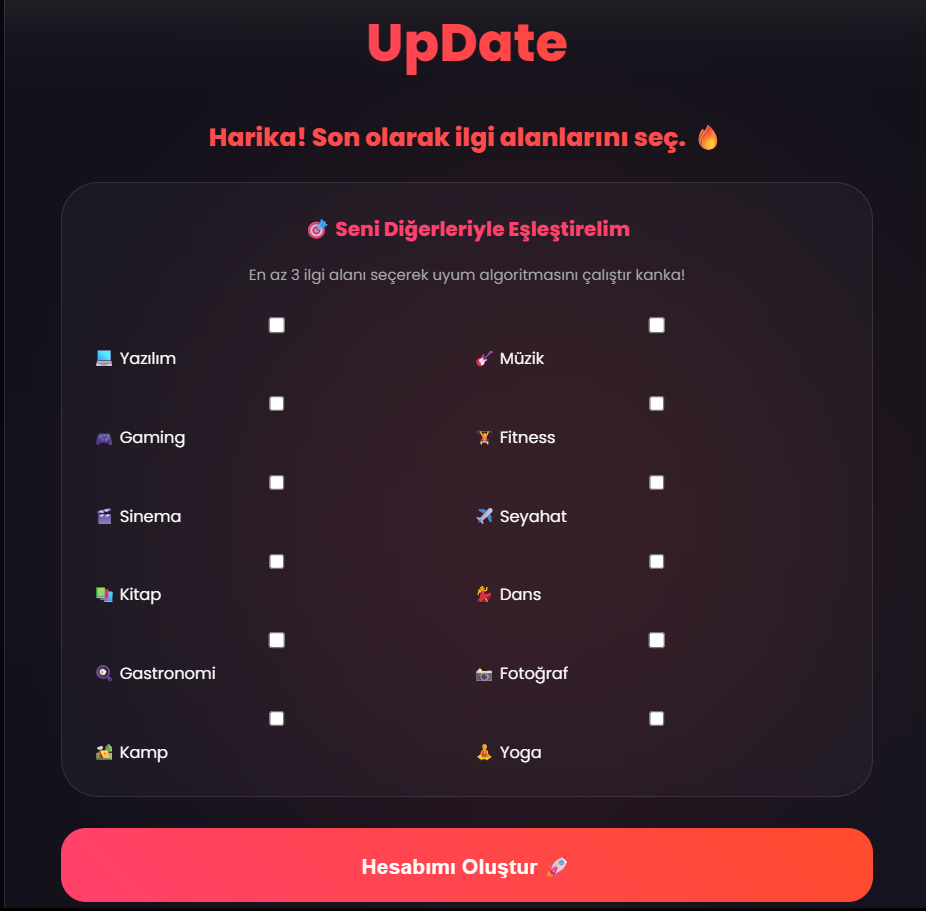 UpDate
Harika! Son olarak ilgi alanlarını seç. 🔥
🎯 Seni Diğerleriyle Eşleştirelim
En az 3 ilgi alanı seçerek uyum algoritmasını çalıştır kanka!
💻 Yazılım
🎸 Müzik
🎮 Gaming
🏋️ Fitness
🎬 Sinema
✈️ Seyahat
📚 Kitap
💃 Dans
🍳 Gastronomi
📸 Fotoğraf
🏕️ Kamp
🧘 Yoga
Hesabımı Oluştur 🚀